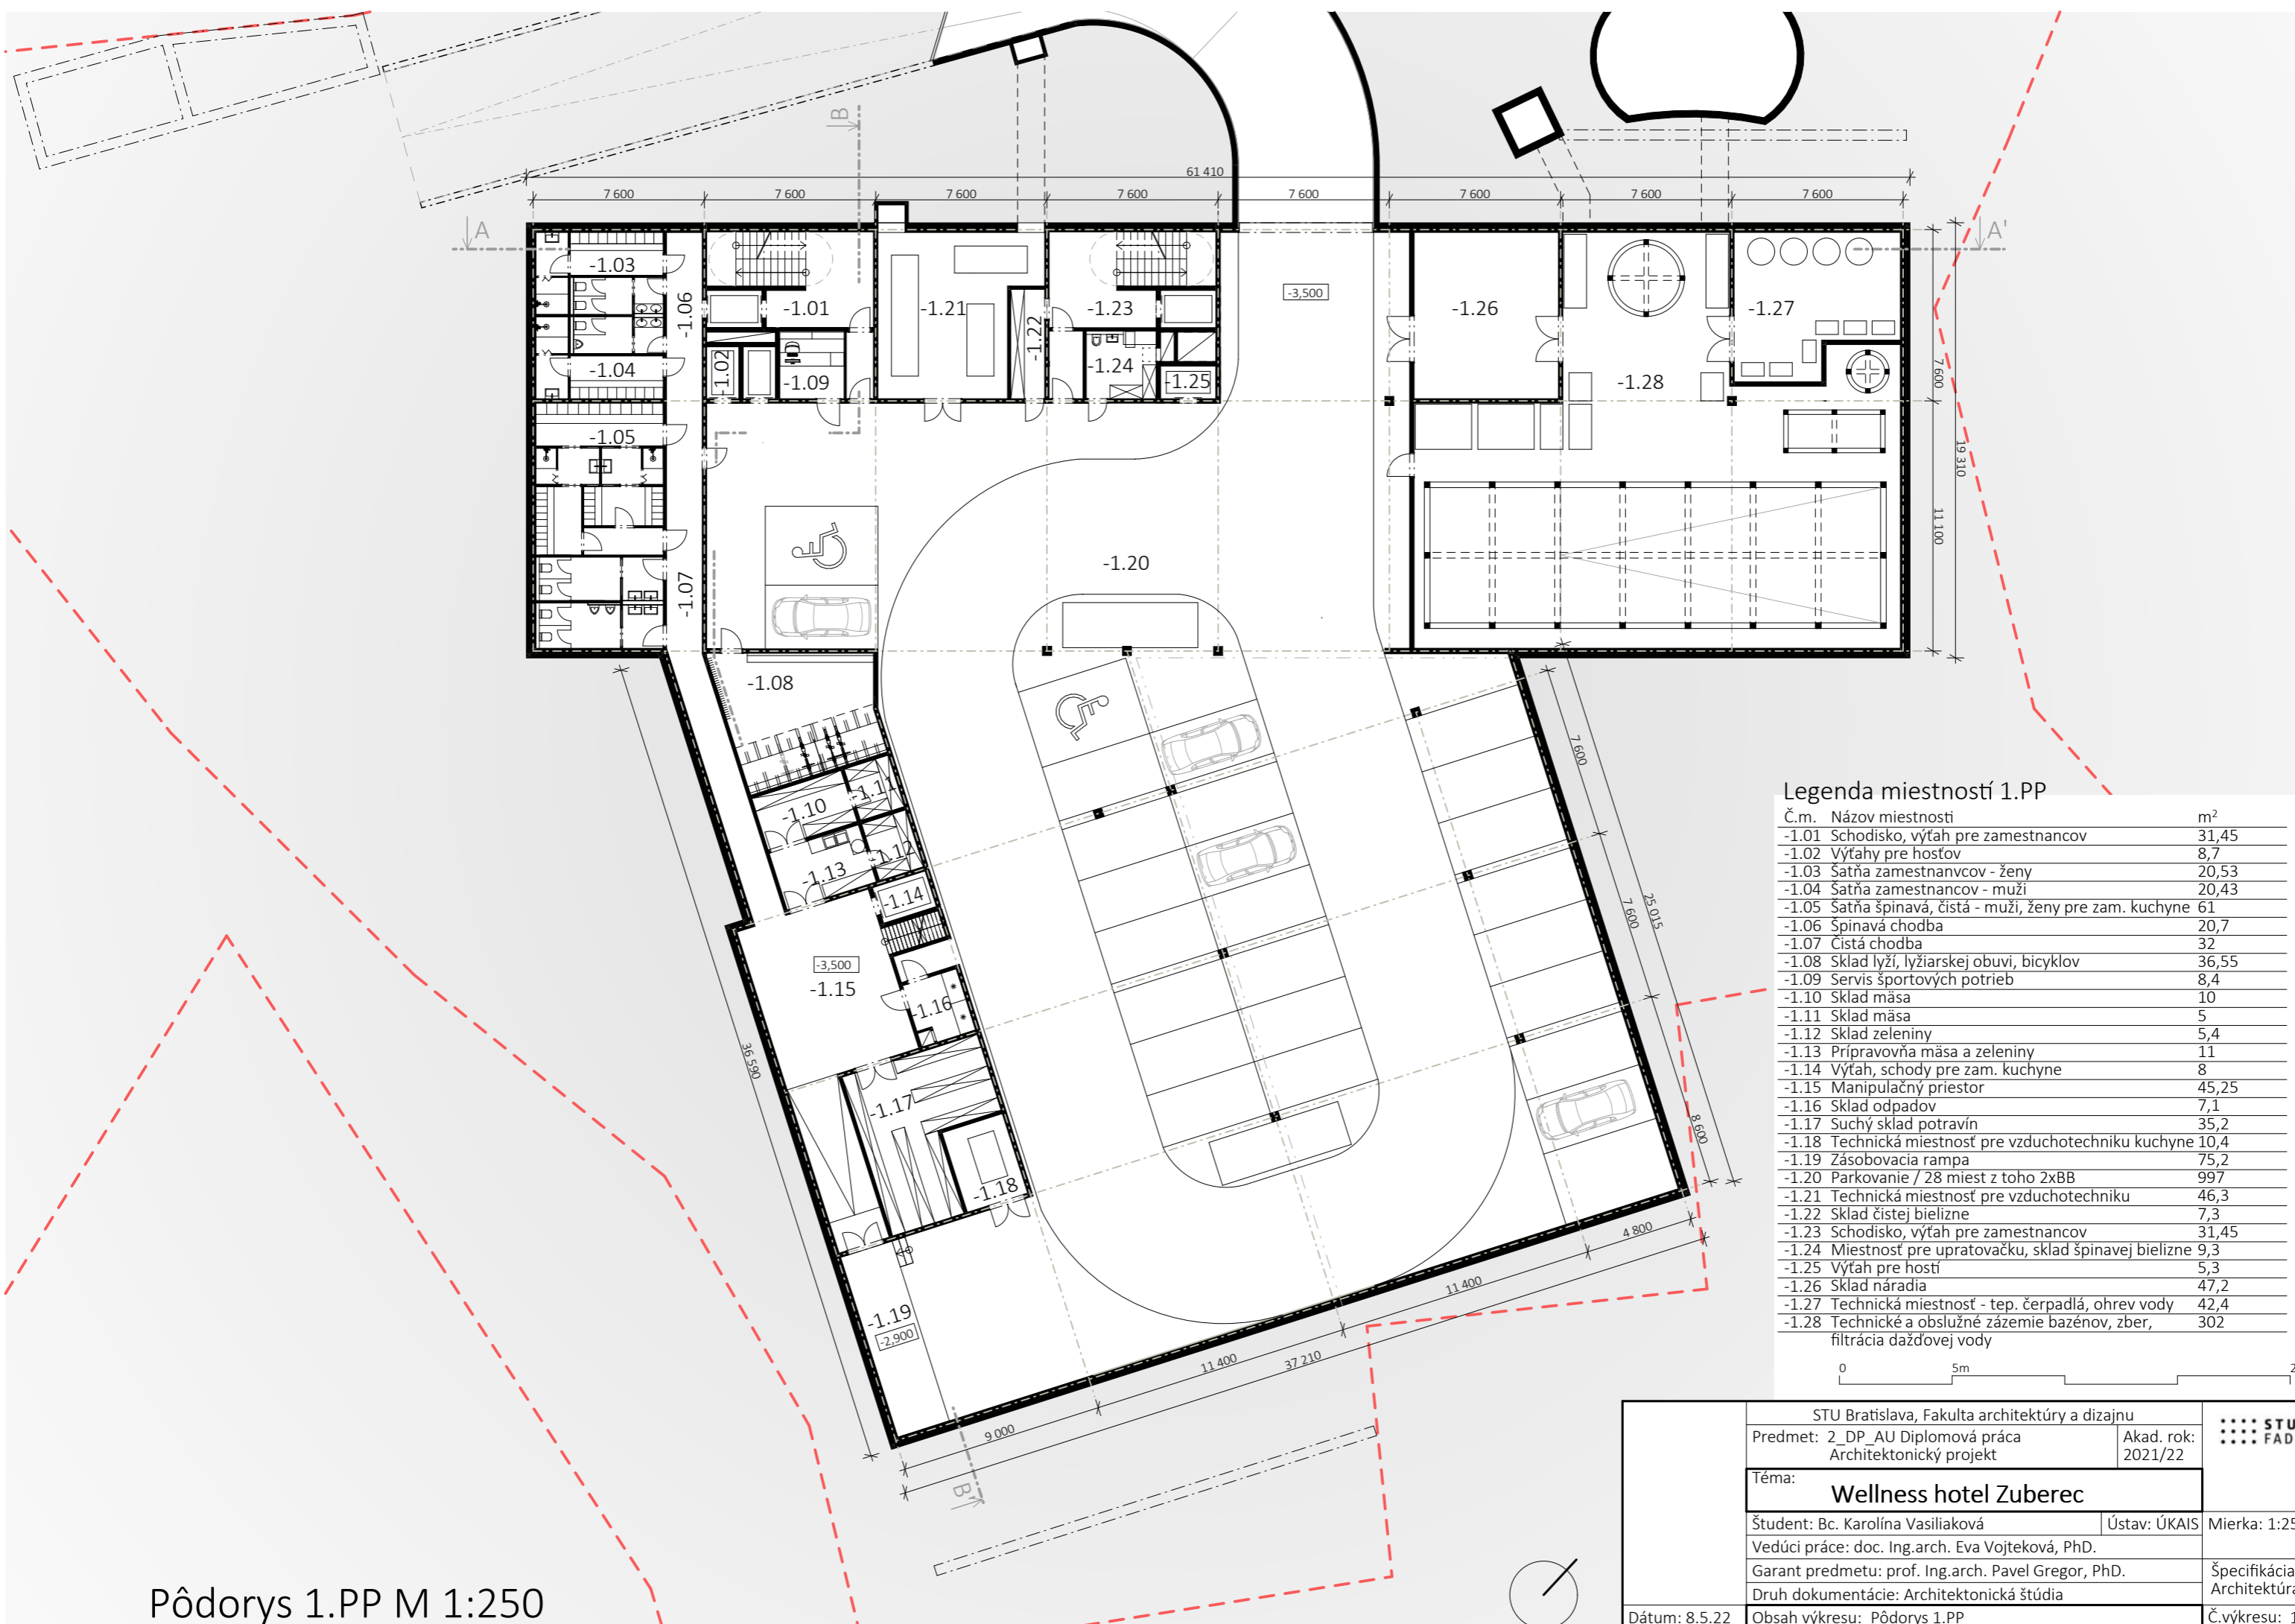 B
61 410
7 600
7 600
7 600
7 600
7 600
7 600
7 600
7 600
A
A'
-1.03
-1.06
-1.01
-1.21
-1.22
-1.23
-3,500
-1.26
-1.27
-1.04
-1.02
-1.09
-1.24
-1.25
-1.28
7 600
-1.05
19 310
11 100
-1.20
-1.07
-1.08
7 600
-1.10
-1.11
-1.12
-1.13
-1.14
7 600
25 015
-3,500
-1.15
-1.16
36 590
-1.17
-1.18
8 600
4 800
11 400
-1.19
-2,900
11 400
37 210
9 000
B'
Legenda miestností 1.PP
Č.m. Názov miestnosti m²
-1.01 Schodisko, výťah pre zamestnancov 31,45
-1.02 Výťahy pre hosťov 8,7
-1.03 Šatňa zamestnanvcov - ženy 20,53
-1.04 Šatňa zamestnancov - muži 20,43
-1.05 Šatňa špinavá, čistá - muži, ženy pre zam. kuchyne 61
-1.06 Špinavá chodba 20,7
-1.07 Čistá chodba 32
-1.08 Sklad lyží, lyžiarskej obuvi, bicyklov 36,55
-1.09 Servis športových potrieb 8,4
-1.10 Sklad mäsa 10
-1.11 Sklad mäsa 5
-1.12 Sklad zeleniny 5,4
-1.13 Prípravovňa mäsa a zeleniny 11
-1.14 Výťah, schody pre zam. kuchyne 8
-1.15 Manipulačný priestor 45,25
-1.16 Sklad odpadov 7,1
-1.17 Suchý sklad potravín 35,2
-1.18 Technická miestnosť pre vzduchotechniku kuchyne 10,4
-1.19 Zásobovacia rampa 75,2
-1.20 Parkovanie / 28 miest z toho 2xBB 997
-1.21 Technická miestnosť pre vzduchotechniku 46,3
-1.22 Sklad čistej bielizne 7,3
-1.23 Schodisko, výťah pre zamestnancov 31,45
-1.24 Miestnosť pre upratovačku, sklad špinavej bielizne 9,3
-1.25 Výťah pre hostí 5,3
-1.26 Sklad náradia 47,2
-1.27 Technická miestnosť - tep. čerpadlá, ohrev vody 42,4
-1.28 Technické a obslužné zázemie bazénov, zber, 302
filtrácia dažďovej vody
0 5m 2
STU Bratislava, Fakulta architektúry a dizajnu
Predmet: 2_DP_AU Diplomová práca
Architektonický projekt
Akad. rok:
2021/22
STU
FAD
Téma:
Wellness hotel Zuberec
Študent: Bc. Karolína Vasiliaková
Ústav: ÚKAIS
Mierka: 1:25
Vedúci práce: doc. Ing.arch. Eva Vojteková, PhD.
Garant predmetu: prof. Ing.arch. Pavel Gregor, PhD.
Špecifikácia
Architektúra
Druh dokumentácie: Architektonická štúdia
Dátum: 8.5.22
Obsah výkresu: Pôdorys 1.PP
Č.výkresu: 1
Pôdorys 1.PP M 1:250